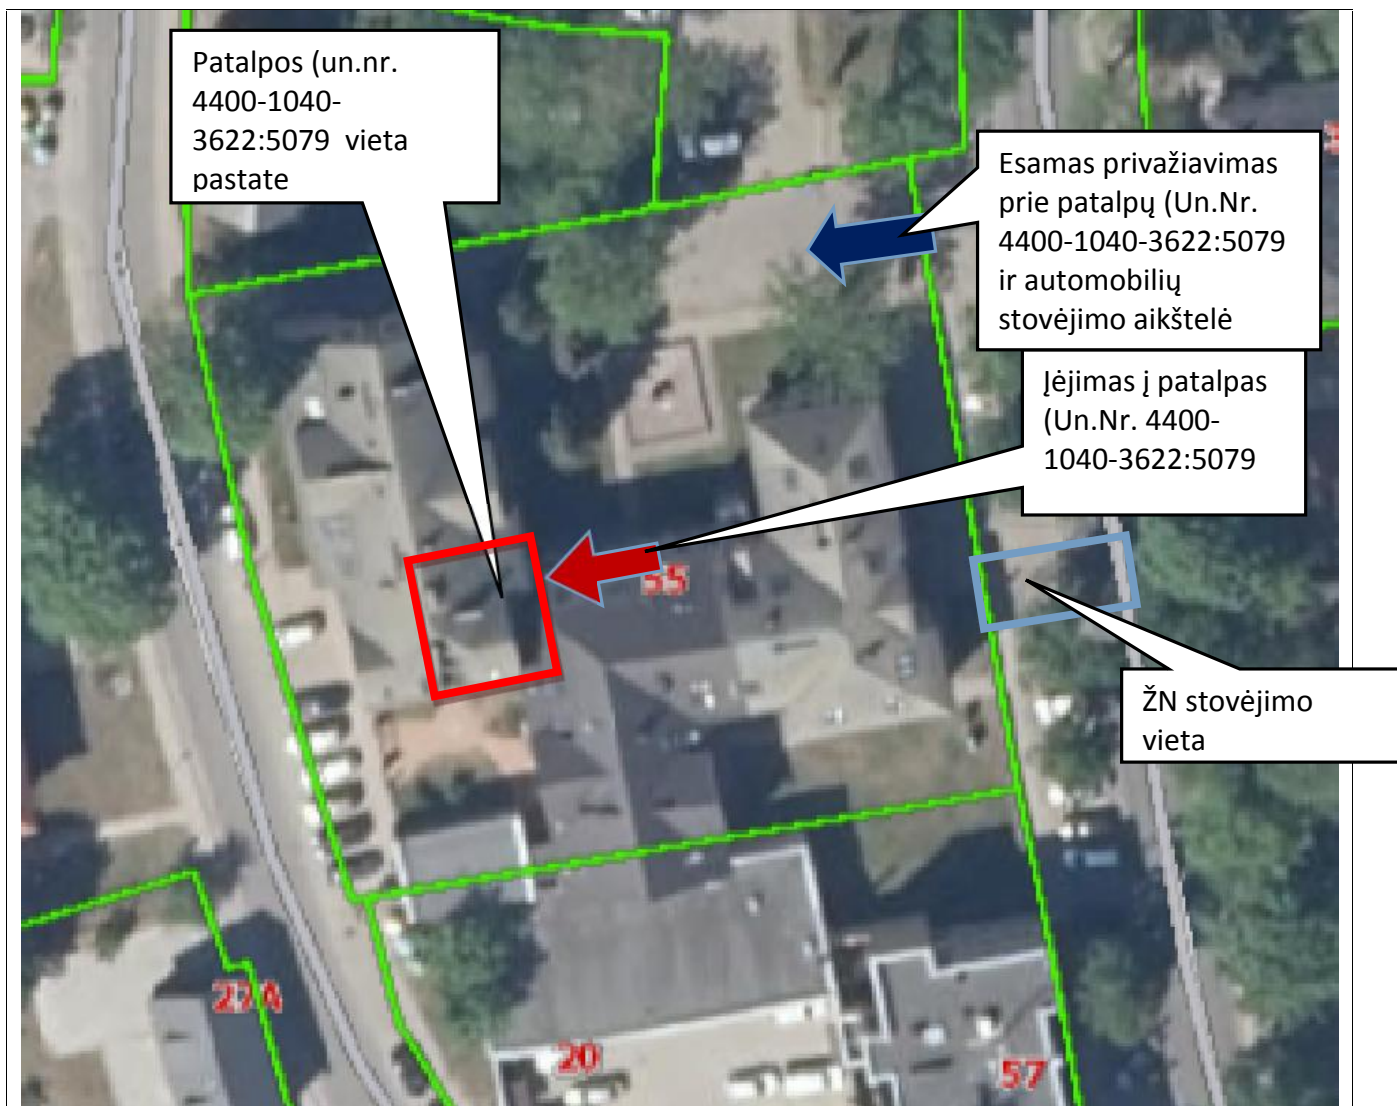 Patalpos (un.nr.
4400-1040-
3622:5079 vieta
pastate
Esamas privažiavimas
prie patalpų (Un.Nr.
4400-1040-3622:5079
ir automobilių
stovėjimo aikštelė
Įėjimas į patalpas
(Un.Nr. 4400-
1040-3622:5079
55
ŽN stovėjimo
vieta
27A
20
57